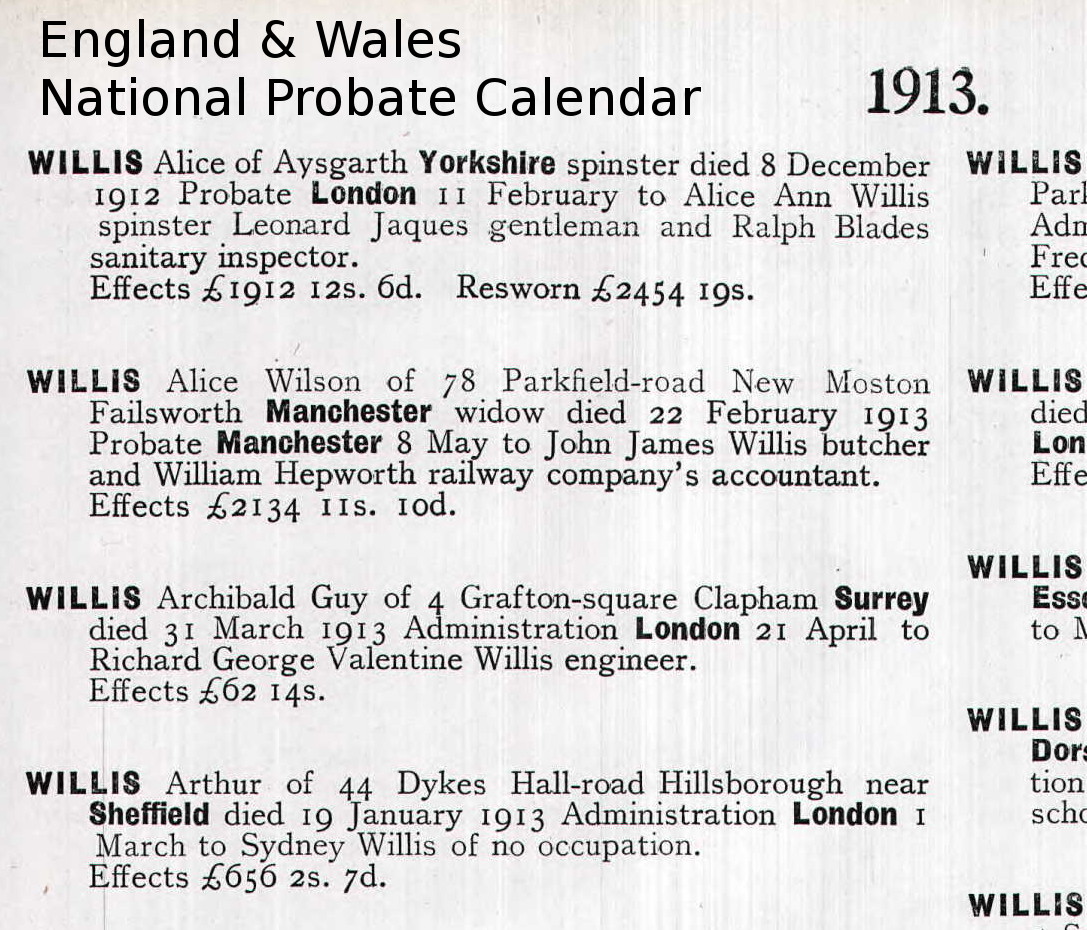 England & Wales
National Probate Calendar
1913.
WILLIS Alice of Aysgarth Yorkshire spinster died 8 December
1912 Probate London 11 February to Alice Ann Willis
spinster Leonard Jaques gentleman and Ralph Blades
sanitary inspector.
Effects £1912 12s. 6d. Resworn £2454 19s.
WILLIS Alice Wilson of 78 Parkfield-road New Moston
Failsworth Manchester widow died 22 February 1913
Probate Manchester 8 May to John James Willis butcher
and William Hepworth railway company's accountant.
Effects £2134 11s. 10d.
WILLIS Archibald Guy of 4 Grafton-square Clapham Surrey
died 31 March 1913 Administration London 21 April to
Richard George Valentine Willis engineer.
Effects £62 14s.
WILLIS Arthur of 44 Dykes Hall-road Hillsborough near
Sheffield died 19 January 1913 Administration London 1
March to Sydney Willis of no occupation.
Effects £656 2s. 7d.
WILLIS
WILLIS
died
WILLIS
to
WILLIS
tion
WILLIS